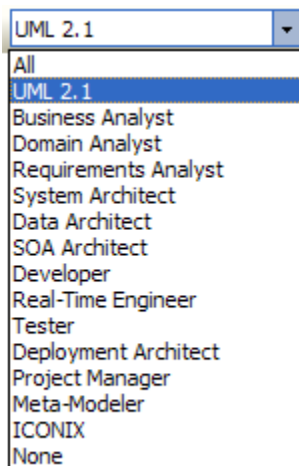 UML 2.1
All
UML 2.1
Business Analyst
Domain Analyst
Requirements Analyst
System Architect
Data Architect
SOA Architect
Developer
Real-Time Engineer
Tester
Deployment Architect
Project Manager
Meta-Modeler
ICONIX
None